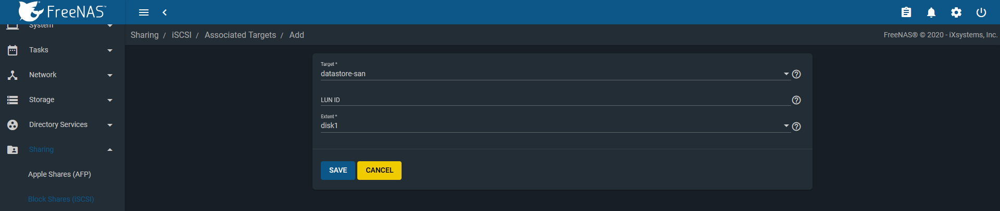 FreeNAS™
System
Tasks
Network
Storage
Directory Services
Sharing
Apple Shares (AFP)
Block Shares (iSCSI)
Sharing / iSCSI / Associated Targets / Add
FreeNAS® © 2020 - iXsystems, Inc.
Target *
datastore-san
LUN ID
Extent *
disk1
SAVE CANCEL